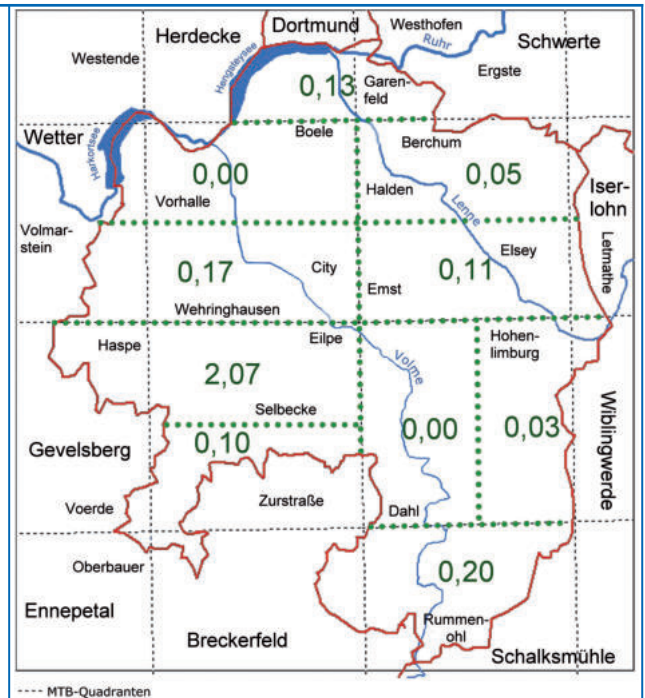 Herdecke
Dortmund
Westhofen
Ruhr
Schwerte
Westende
Hengsteysee
0,13
Garen-
feld
Ergste
Wetter
Harkortsee
Boele
Berchum
0,00
0,05
Vorhalle
Halden
Lenne
Iser-
lohn
Volmar-
stein
Letmathe
0,17
City
Elsey
0,11
Emst
Wehringhausen
Haspe
Eilpe
Hohen-
limburg
Volme
2,07
Selbecke
0,00
0,03
Wiblingwerde
Gevelsberg
0,10
Voerde
Zurstraße
Dahl
Oberbauer
0,20
Ennepetal
Breckerfeld
Rummen-
ohl
Schalksmühle
---- MTB-Quadranten